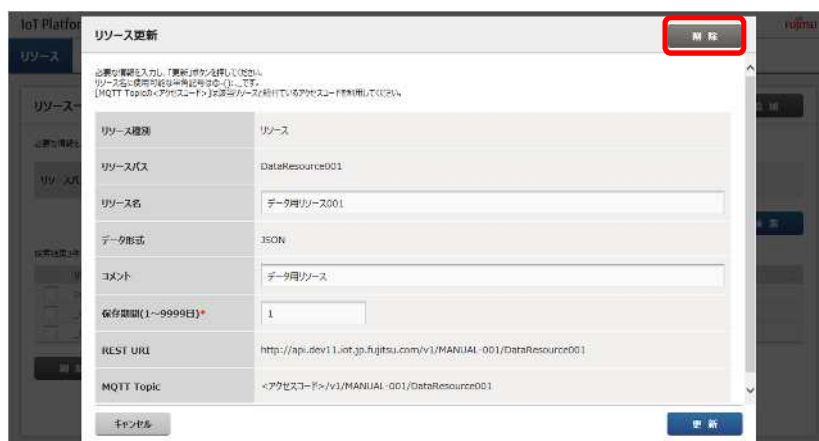 IoT Platfor
FUJITSU
リソース
リソース更新
削除
必要な情報を入力し、「更新」ボタンを押してください。
リソース名に使用可能な半角記号は@-():._です。
[MQTT Topicの<アクセスコード>]は該当リソースと紐付いているアクセスコードを利用してください。
リソース種別
リソース
リソースパス
DataResource001
リソース名
データ用リソース001
データ形式
JSON
コメント
データ用リソース
保存期間(1~9999日)*
1
REST URI
http://api.dev11.iot.jp.fujitsu.com/v1/MANUAL-001/DataResource001
MQTT Topic
<アクセスコード>/v1/MANUAL-001/DataResource001
キャンセル
更新